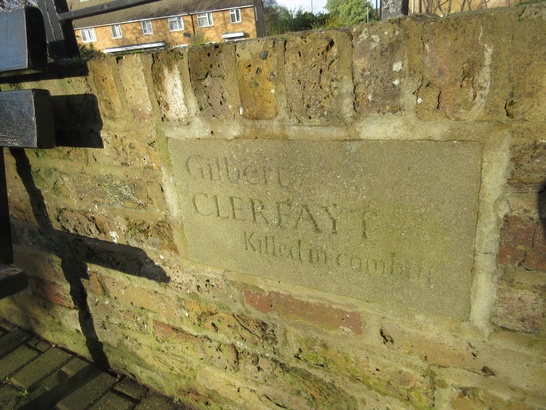 Gilbert
CLERFAYT
Killed in combat